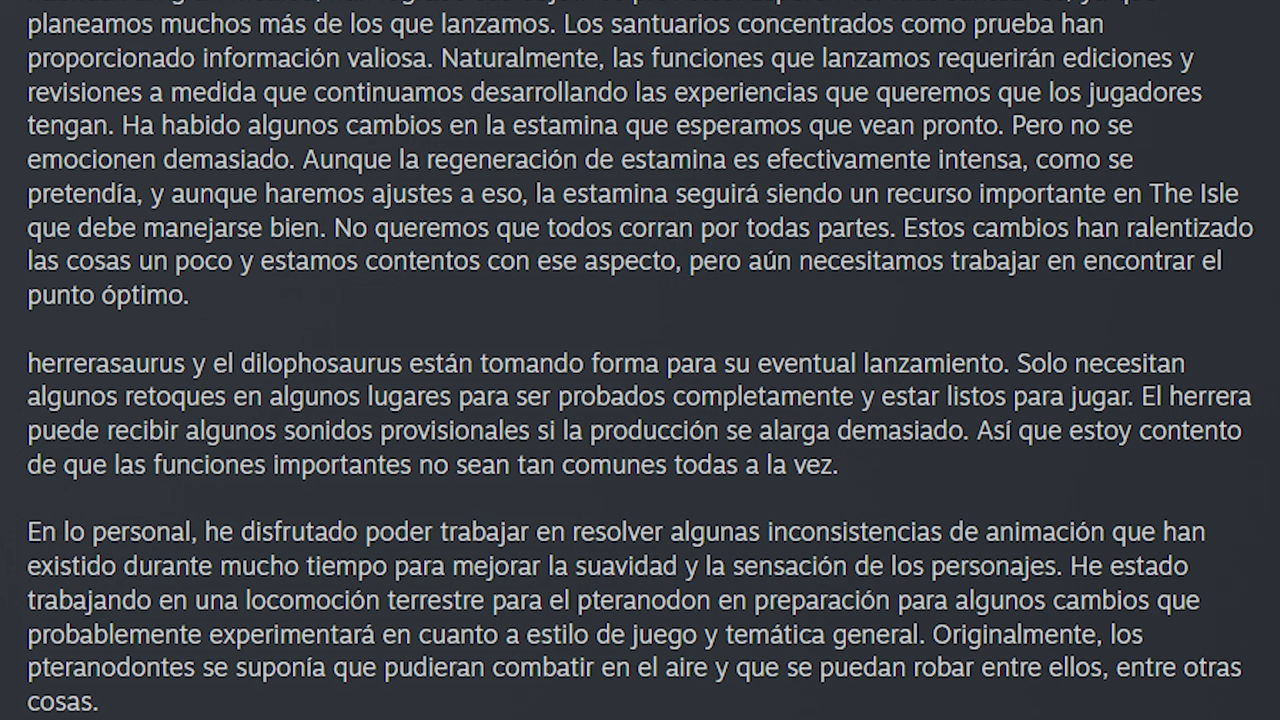 planeamos muchos más de los que lanzamos. Los santuarios concentrados como prueba han
proporcionado información valiosa. Naturalmente, las funciones que lanzamos requerirán ediciones y
revisiones a medida que continuamos desarrollando las experiencias que queremos que los jugadores
tengan. Ha habido algunos cambios en la estamina que esperamos que vean pronto. Pero no se
emocionen demasiado. Aunque la regeneración de estamina es efectivamente intensa, como se
pretendía, y aunque haremos ajustes a eso, la estamina seguirá siendo un recurso importante en The Isle
que debe manejarse bien. No queremos que todos corran por todas partes. Estos cambios han ralentizado
las cosas un poco y estamos contentos con ese aspecto, pero aún necesitamos trabajar en encontrar el
punto óptimo.
herrerasaurus y el dilophosaurus están tomando forma para su eventual lanzamiento. Solo necesitan
algunos retoques en algunos lugares para ser probados completamente y estar listos para jugar. El herrera
puede recibir algunos sonidos provisionales si la producción se alarga demasiado. Así que estoy contento
de que las funciones importantes no sean tan comunes todas a la vez.
En lo personal, he disfrutado poder trabajar en resolver algunas inconsistencias de animación que han
existido durante mucho tiempo para mejorar la suavidad y la sensación de los personajes. He estado
trabajando en una locomoción terrestre para el pteranodon en preparación para algunos cambios que
probablemente experimentará en cuanto a estilo de juego y temática general. Originalmente, los
pteranodontes se suponía que pudieran combatir en el aire y que se puedan robar entre ellos, entre otras
cosas.